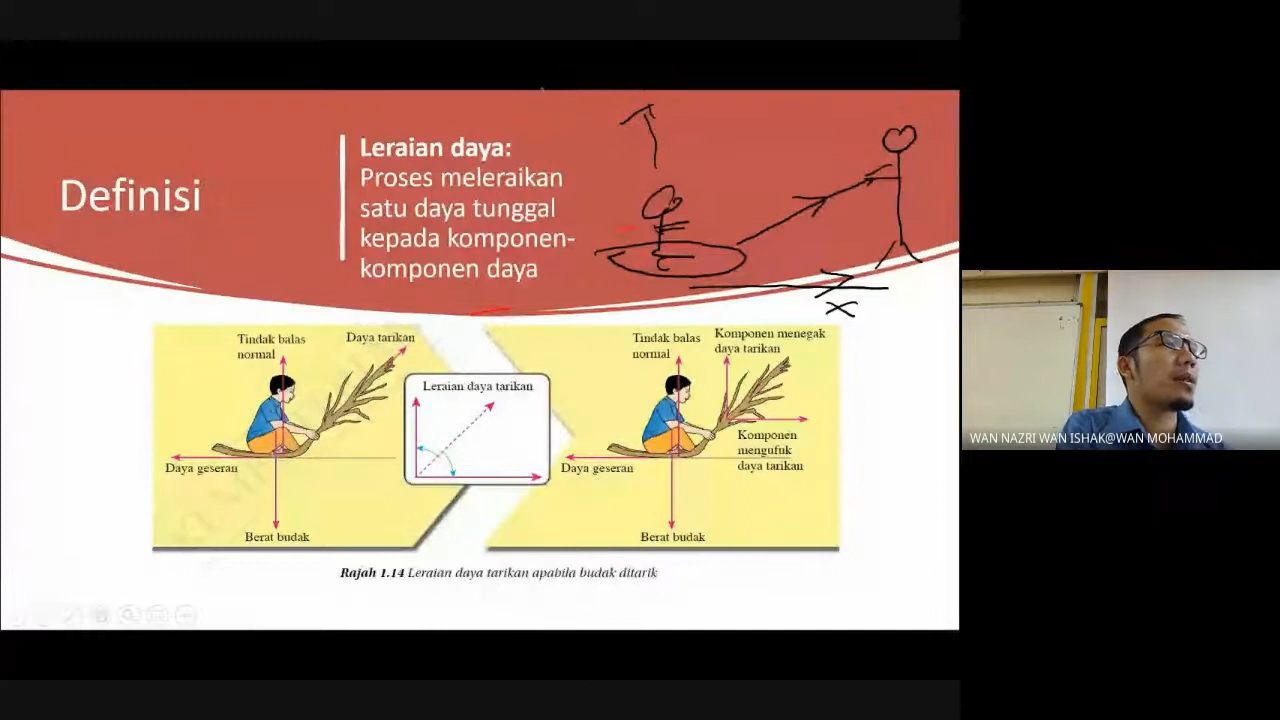 Definisi
Leraian daya:
Proses meleraikan
satu daya tunggal
kepada komponen-
komponen daya
X
Tindak balas
normal
Daya tarikan
Daya geseran
Berat budak
Leraian daya tarikan
Tindak balas
normal
Komponen menegak
daya tarikan
Komponen
mengufuk
daya tarikan
Daya geseran
Berat budak
Rajah 1.14 Leraian daya tarikan apabila budak ditarik
WAN NAZRI WAN ISHAK@WAN MOHAMMAD